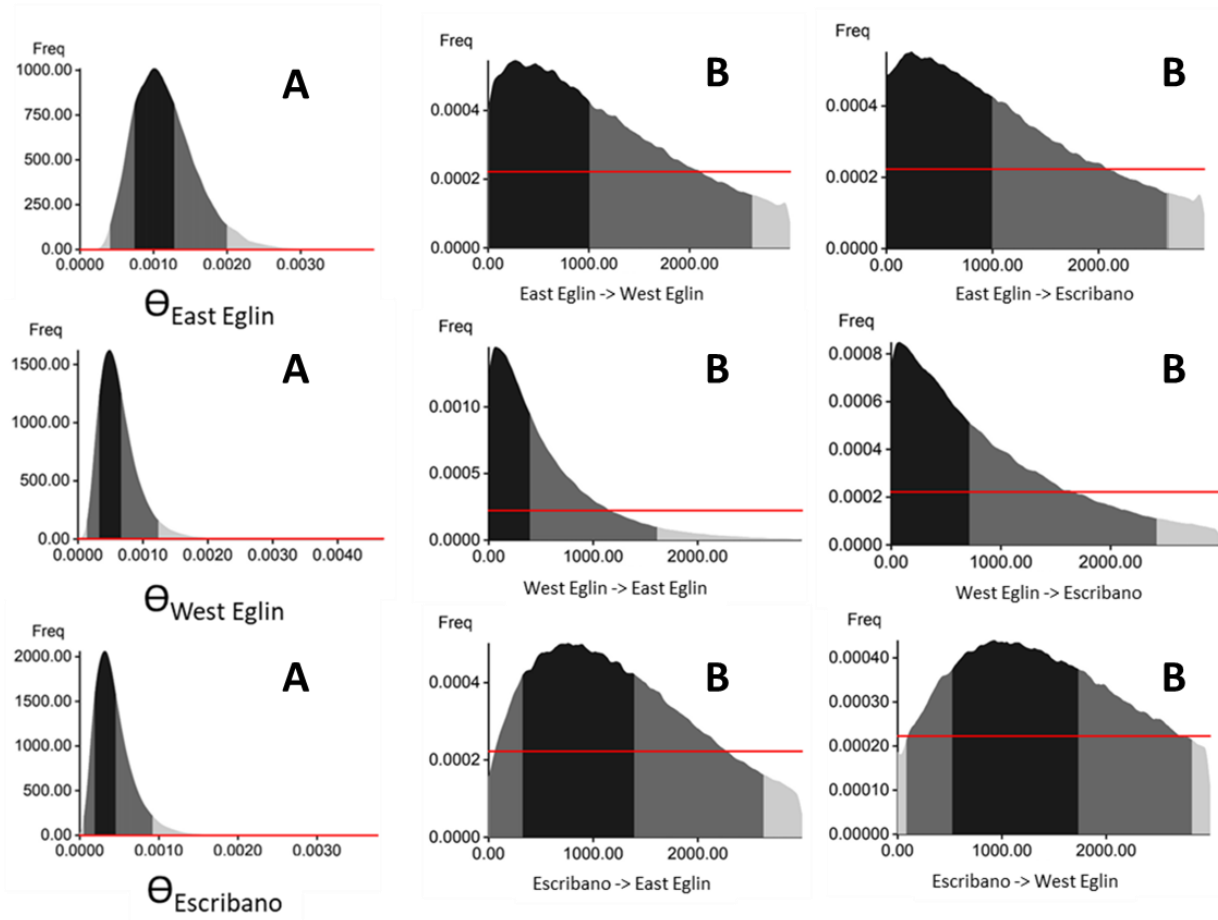 Freq
1000.00
750.00
500.00
250.00
0.00
0.0000 0.0010 0.0020 0.0030
A
ϴEast Eglin
Freq
0.0004
0.0002
0.0000
0.00 1000.00 2000.00
B
East Eglin -> West Eglin
Freq
0.0004
0.0002
0.0000
0.00 1000.00 2000.00
B
East Eglin -> Escribano
Freq
1500.00
1000.00
500.00
0.00
0.0000 0.0010 0.0020 0.0030 0.0040
A
ϴWest Eglin
Freq
0.0010
0.0005
0.0000
0.00 1000.00 2000.00
B
West Eglin -> East Eglin
Freq
0.0008
0.0006
0.0004
0.0002
0.0000
0.00 1000.00 2000.00
B
West Eglin -> Escribano
Freq
2000.00
1500.00
1000.00
500.00
0.00
0.0000 0.0010 0.0020 0.0030
A
ϴEscribano
Freq
0.0004
0.0002
0.0000
0.00 1000.00 2000.00
B
Escribano -> East Eglin
Freq
0.00040
0.00030
0.00020
0.00010
0.00000
0.00 1000.00 2000.00
B
Escribano -> West Eglin